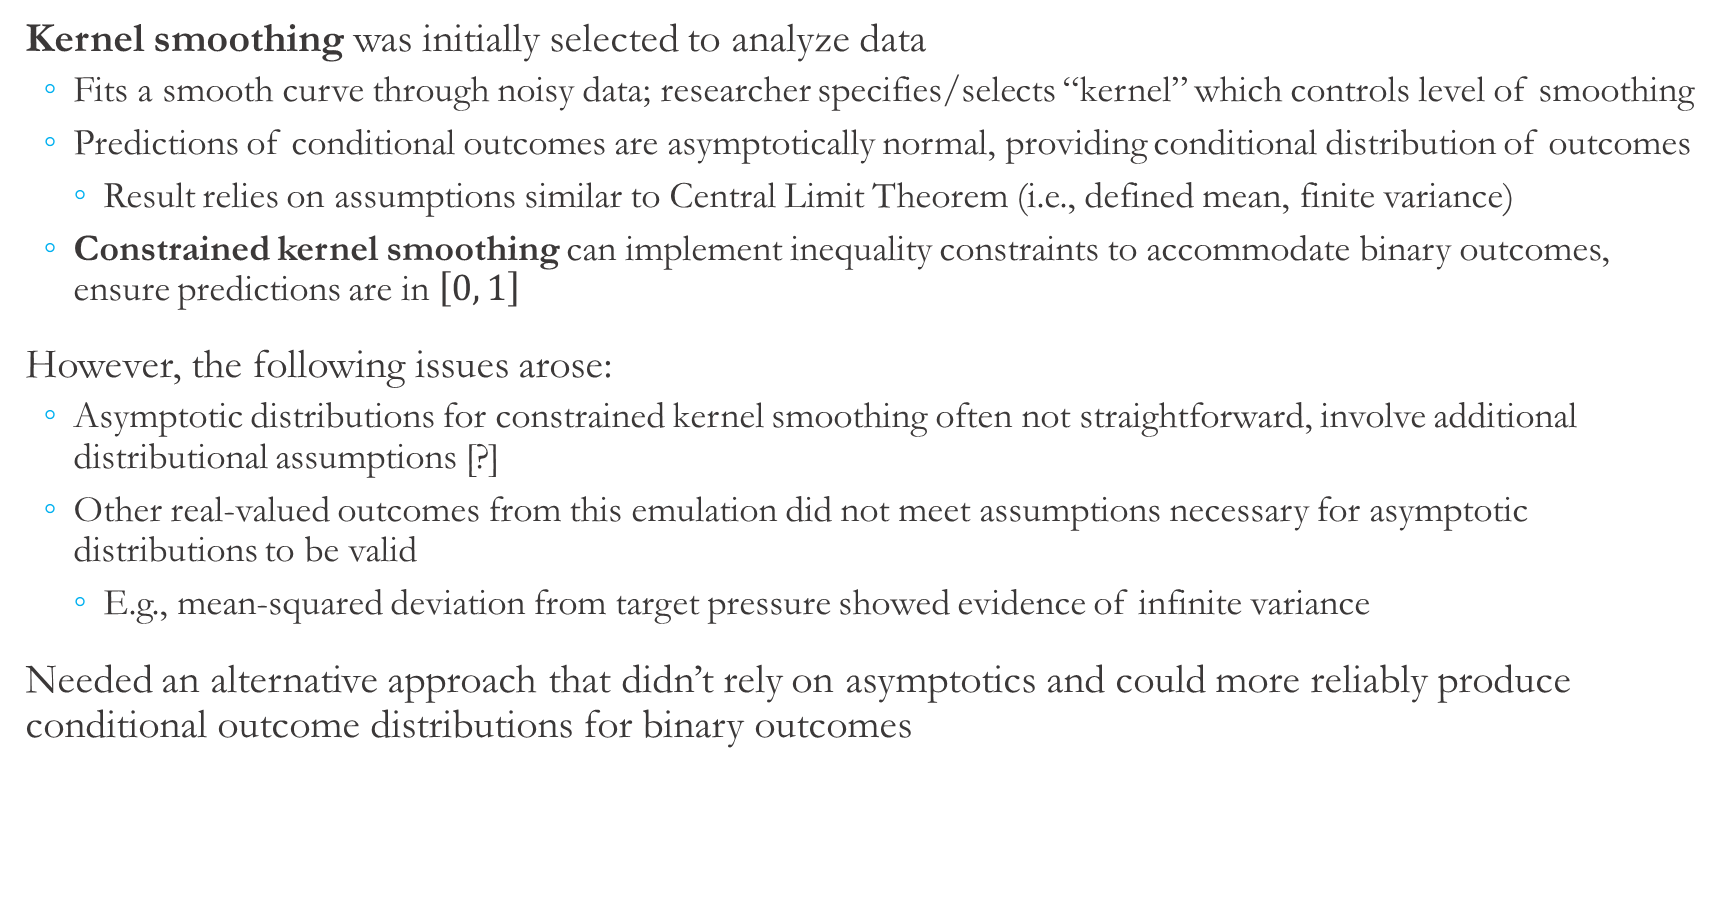 Kernel smoothing was initially selected to analyze data
◦ Fits a smooth curve through noisy data; researcher specifies/selects “kernel” which controls level of smoothing
◦ Predictions of conditional outcomes are asymptotically normal, providing conditional distribution of outcomes
◦ Result relies on assumptions similar to Central Limit Theorem (i.e., defined mean, finite variance)
◦ Constrained kernel smoothing can implement inequality constraints to accommodate binary outcomes,
ensure predictions are in [0, 1]
However, the following issues arose:
◦ Asymptotic distributions for constrained kernel smoothing often not straightforward, involve additional
distributional assumptions [?]
◦ Other real-valued outcomes from this emulation did not meet assumptions necessary for asymptotic
distributions to be valid
◦ E.g., mean-squared deviation from target pressure showed evidence of infinite variance
Needed an alternative approach that didn’t rely on asymptotics and could more reliably produce
conditional outcome distributions for binary outcomes